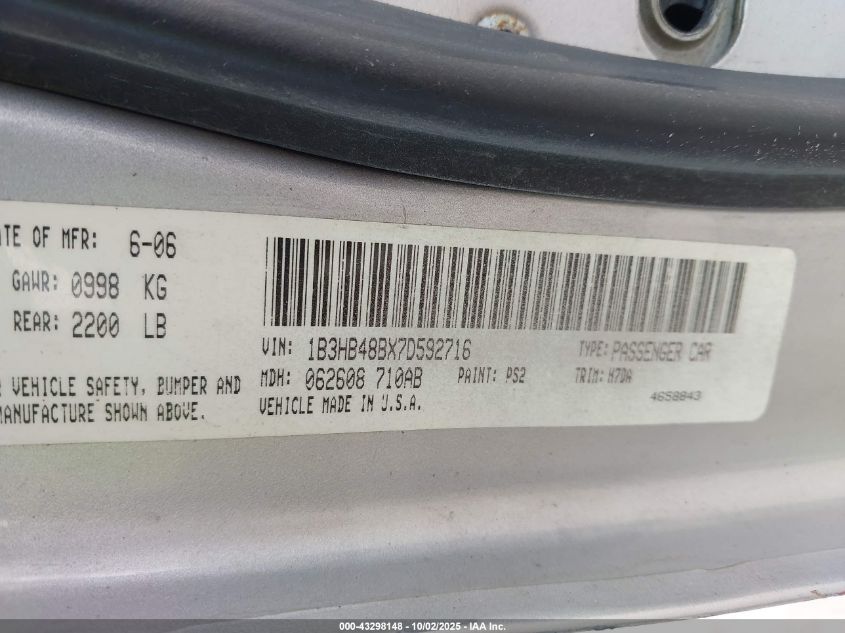 ATE OF MFR: 6-06
GAWR: 0998 KG
REAR: 2200 LB
VEHICLE SAFETY, BUMPER AND
MANUFACTURE SHOWN ABOVE.
VIN: 1B3HB48BX7D592716
TYPE: PASSENGER CAR
MDH: 062608 710AB
PAINT: PS2
TRIM: H7DA
VEHICLE MADE IN U.S.A.
4658843
000-43298148 - 10/02/2025 - IAA Inc.